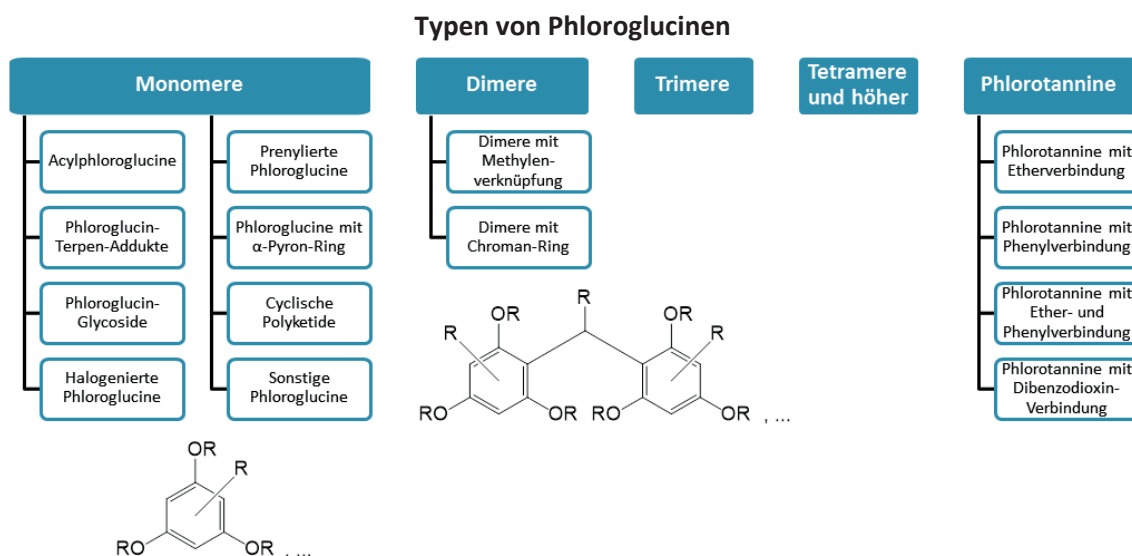 Typen von Phloroglucinen
Monomere
Acylphloroglucine
Phloroglucin-
Terpen-Addukte
Phloroglucin-
Glycoside
Halogenierte
Phloroglucine
Prenylierte
Phloroglucine
Phloroglucine mit
α-Pyron-Ring
Cyclische
Polyketide
Sonstige
Phloroglucine
OR
R
RO
OR
, ...
Dimere
Dimere mit
Methylen-
verknüpfung
Dimere mit
Chroman-Ring
R
OR
OR
R
R
RO
OR
RO
OR
, ...
Trimere
Tetramere
und höher
Phlorotannine
Phlorotannine mit
Etherverbindung
Phlorotannine mit
Phenylverbindung
Phlorotannine mit
Ether- und
Phenylverbindung
Phlorotannine mit
Dibenzodioxin-
Verbindung